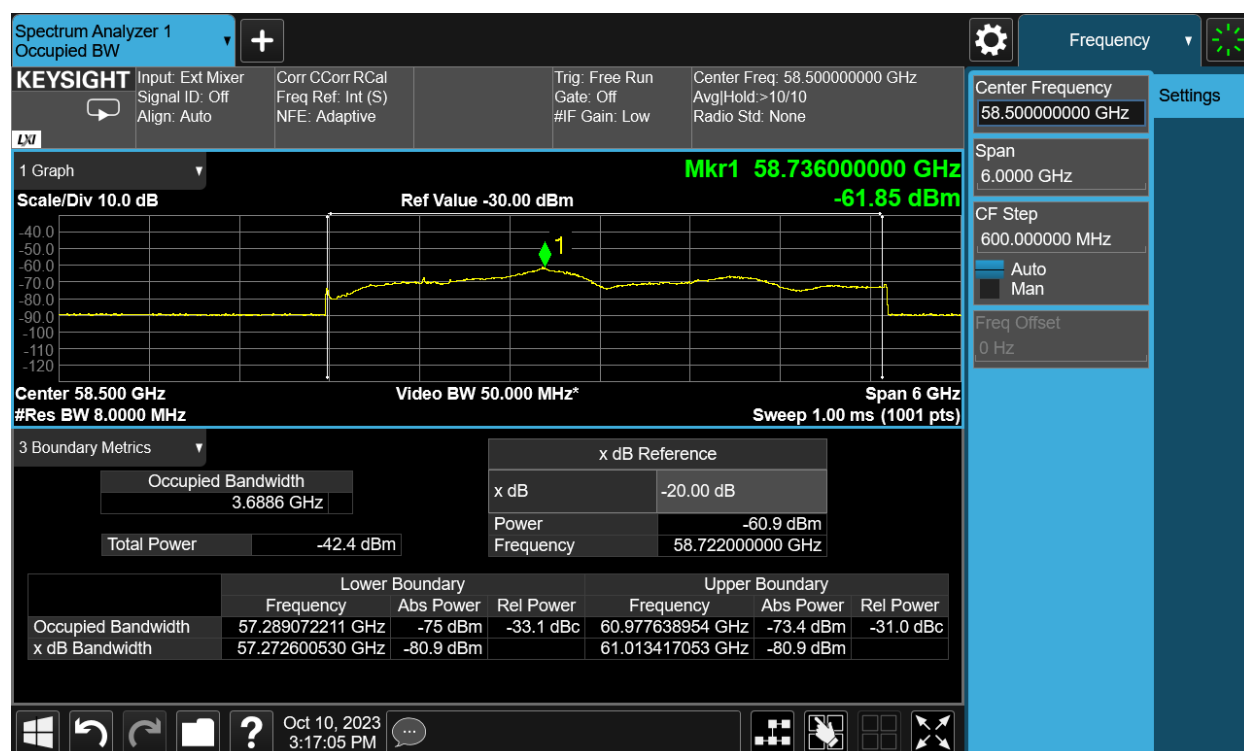 Spectrum Analyzer 1
Occupied BW
+
Frequency
KEYSIGHT
LXI
Input: Ext Mixer
Signal ID: Off
Align: Auto
Corr CCorr RCal
Freq Ref: Int (S)
NFE: Adaptive
Trig: Free Run
Gate: Off
#IF Gain: Low
Center Freq: 58.500000000 GHz
Avg|Hold:>10/10
Radio Std: None
1 Graph
Mkr1 58.736000000 GHz
-61.85 dBm
Scale/Div 10.0 dB
Ref Value -30.00 dBm
-40.0
-50.0
-60.0
-70.0
-80.0
-90.0
-100
-110
-120
1
Center 58.500 GHz
#Res BW 8.0000 MHz
Video BW 50.000 MHz*
Span 6 GHz
Sweep 1.00 ms (1001 pts)
3 Boundary Metrics
Occupied Bandwidth
3.6886 GHz
Total Power -42.4 dBm
x dB Reference
x dB -20.00 dB
Power -60.9 dBm
Frequency 58.722000000 GHz
Lower Boundary Upper Boundary
Frequency Abs Power Rel Power Frequency Abs Power Rel Power
Occupied Bandwidth 57.289072211 GHz -75 dBm -33.1 dBc 60.977638954 GHz -73.4 dBm -31.0 dBc
x dB Bandwidth 57.272600530 GHz -80.9 dBm 61.013417053 GHz -80.9 dBm
Center Frequency
58.500000000 GHz
Span
6.0000 GHz
CF Step
600.000000 MHz
Auto
Man
Freq Offset
0 Hz
Settings
?
Oct 10, 2023
3:17:05 PM